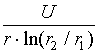 U
r · ln(r₂ / r₁)